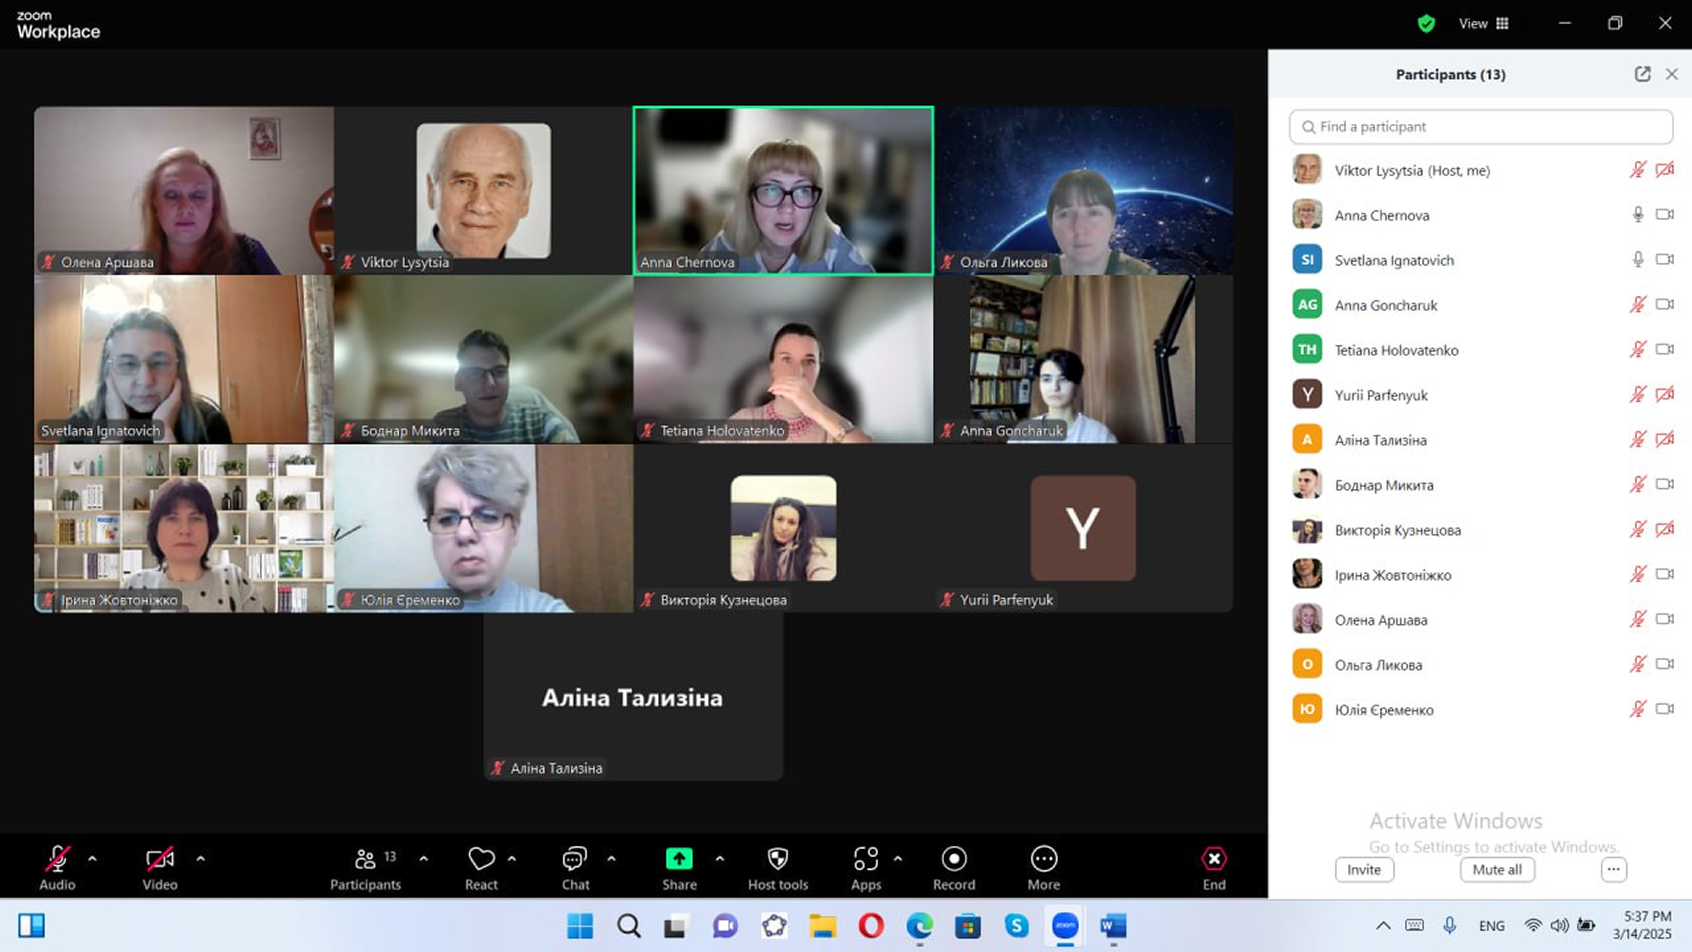 zoom
Workplace
View
Олена Аршава
Viktor Lysytsia
Anna Chernova
Ольга Ликова
Svetlana Ignatovich
Боднар Микита
Tetiana Holovatenko
Anna Goncharuk
Ірина Жовтоніжко
Юлія Єременко
Викторія Кузнецова
Y
Yurii Parfenyuk
Аліна Тализіна
Аліна Тализіна
Participants (13)
Find a participant
Viktor Lysytsia (Host, me)
Anna Chernova
SI Svetlana Ignatovich
AG Anna Goncharuk
TH Tetiana Holovatenko
Y Yurii Parfenyuk
А Аліна Тализіна
Боднар Микита
Викторія Кузнецова
Ірина Жовтоніжко
Олена Аршава
О Ольга Ликова
Ю Юлія Єременко
Activate Windows
Go to Settings to activate Windows.
Invite Mute all
Audio
Video
13
Participants
React
Chat
Share
Host tools
Apps
Record
More
End
zoom
ENG
5:37 PM
3/14/2025